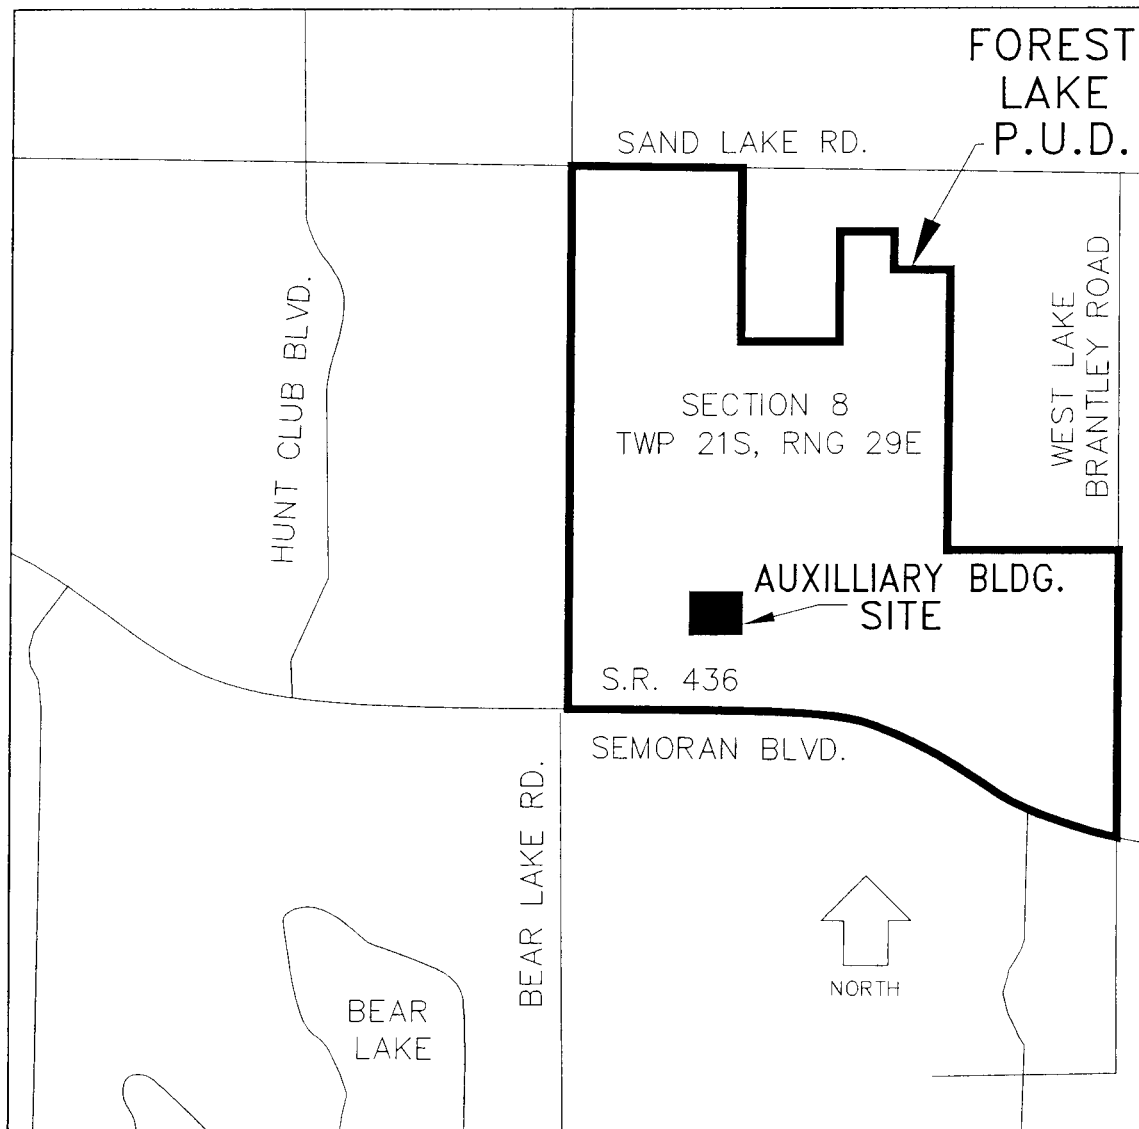 FOREST
LAKE
P.U.D.
SAND LAKE RD.
HUNT CLUB BLVD.
WEST LAKE
BRANTLEY ROAD
SECTION 8
TWP 21S, RNG 29E
AUXILLIARY BLDG.
SITE
S.R. 436
SEMORAN BLVD.
BEAR LAKE RD.
BEAR
LAKE
NORTH